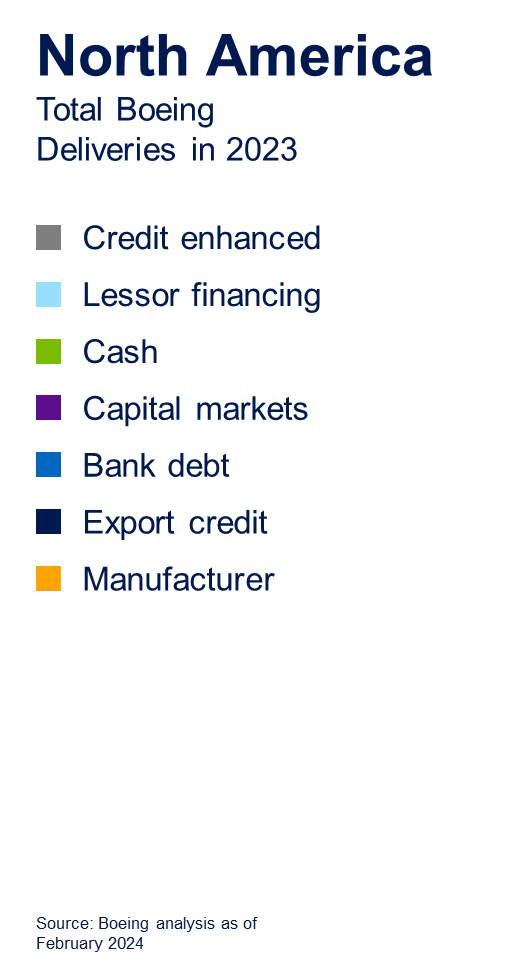 North America
Total Boeing
Deliveries in 2023
Credit enhanced
Lessor financing
Cash
Capital markets
Bank debt
Export credit
Manufacturer
Source: Boeing analysis as of
February 2024